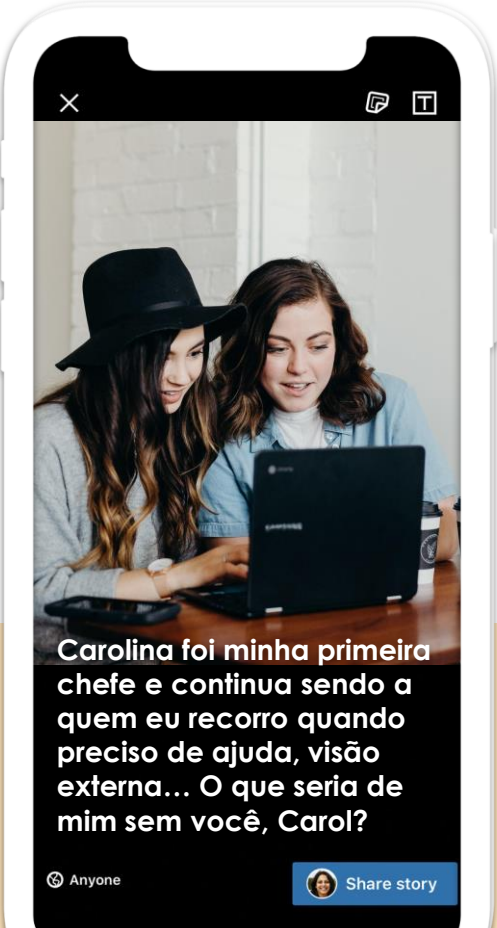 T
Carolina foi minha primeira
chefe e continua sendo a
quem eu recorro quando
preciso de ajuda, visão
externa... O que seria de
mim sem você, Carol?
Anyone
Share story